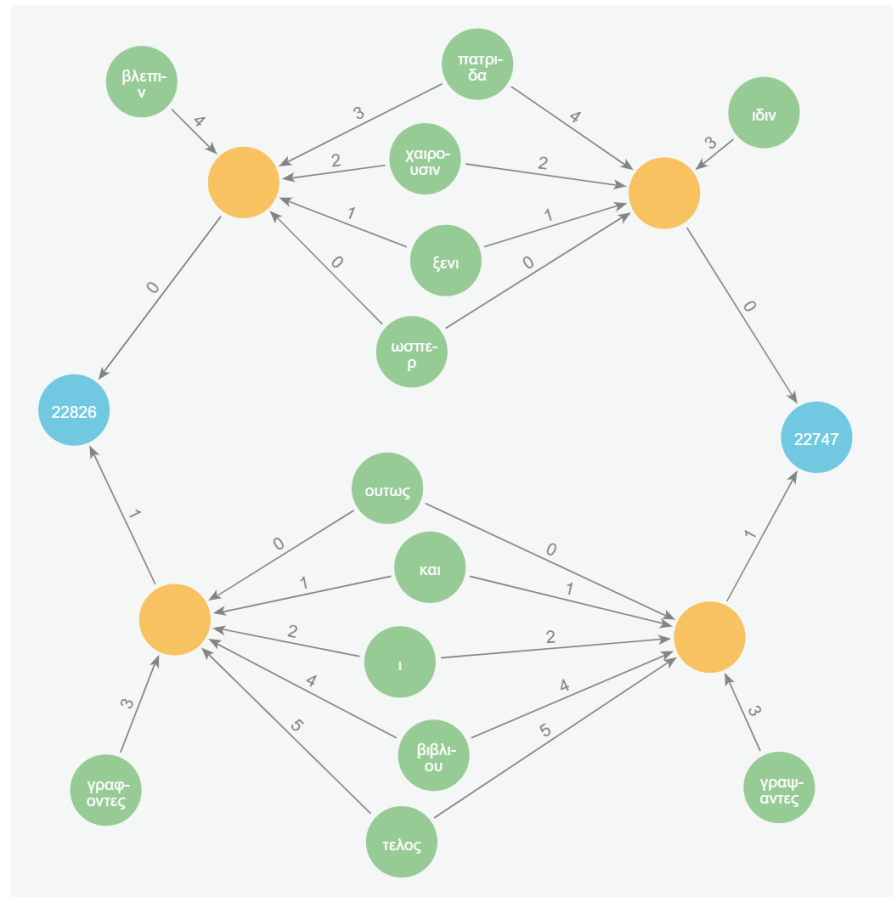 βλεπι-
ν
πατρι-
δα
ιδιν
4
3
4
3
χαιρο-
υσιν
2
2
1
1
ξενι
0
0
ωσπε-
ρ
0
0
22826
22747
ουτως
1
0
0
1
και
1
1
2
2
ι
4
4
3
3
5
5
βιβλι-
ου
γραφ-
οντες
γραψ-
αντες
τελος